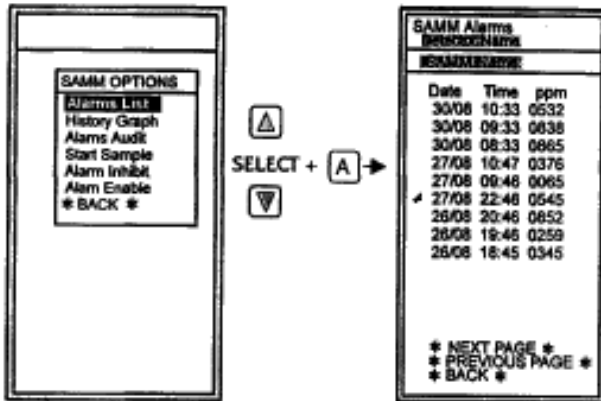 SAMM OPTIONS
Alarms List
History Graph
Alams Audit
Start Sample
Alarm Inhibit
Alam Enable
* BACK *
SELECT + A
SAMM Alarms
DetectorName
SAMMName
Date Time ppm
30/08 10:33 0532
30/08 09:33 0838
30/08 08:33 0865
27/08 10:47 0376
27/08 09:46 0065
27/08 22:46 0545
26/08 20:46 0852
26/08 19:46 0259
26/08 18:45 0345
* NEXT PAGE *
* PREVIOUS PAGE *
* BACK *